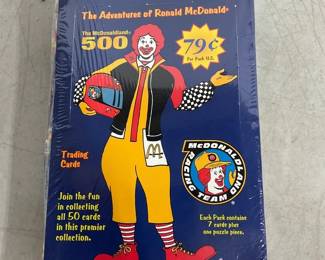 The Adventures of Ronald McDonald®
The McDonaldland®
500
79¢
Per Pack U.S.
Trading
Cards
McDONALDLAND
RACING TEAM
Join the fun
in collecting
all 50 cards
in this premier
collection.
Each Pack contains
7 cards plus
one puzzle piece.